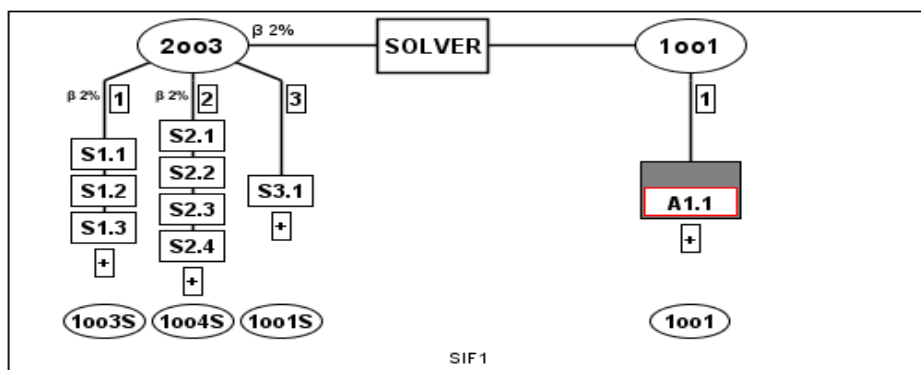 2oo3
β 2%
SOLVER
1oo1
β 2%
1
β 2%
2
3
1
S1.1
S1.2
S1.3
+
S2.1
S2.2
S2.3
S2.4
+
S3.1
+
A1.1
+
1oo3S
1oo4S
1oo1S
1oo1
SIF1